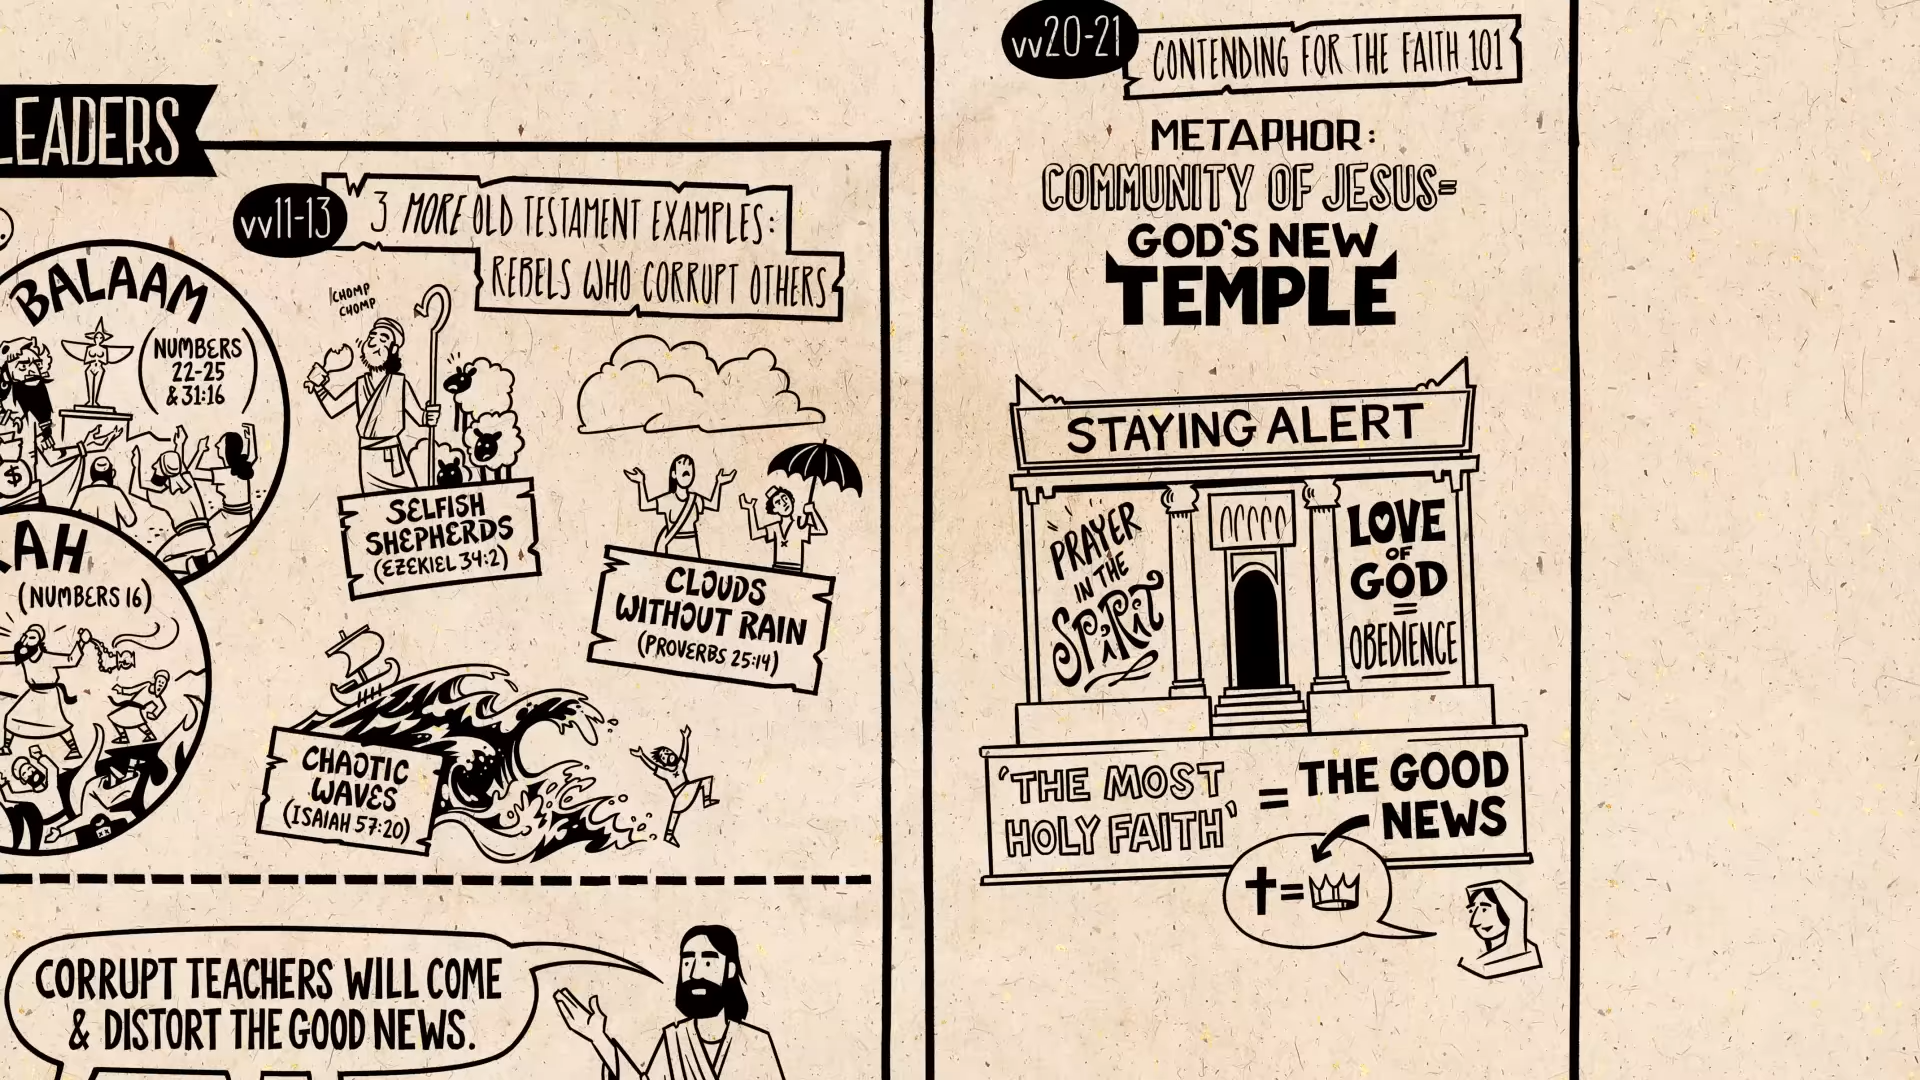 LEADERS
BALAAM
(NUMBERS
22-25
& 31:16)
AH
(NUMBERS 16)
$
vv11-13
3 MORE OLD TESTAMENT EXAMPLES:
REBELS WHO CORRUPT OTHERS
CHOMP
CHOMP
SELFISH
SHEPHERDS
(EZEKIEL 34:2)
CLOUDS
WITHOUT RAIN
(PROVERBS 25:14)
CHAOTIC
WAVES
(ISAIAH 57:20)
CORRUPT TEACHERS WILL COME
& DISTORT THE GOOD NEWS.
vv20-21
CONTENDING FOR THE FAITH 101
METAPHOR:
COMMUNITY OF JESUS=
GOD'S NEW
TEMPLE
STAYING ALERT
PRAYER
IN THE
SPIRIT
LOVE
OF
GOD
=
OBEDIENCE
'THE MOST
HOLY FAITH'
=
THE GOOD
NEWS
=